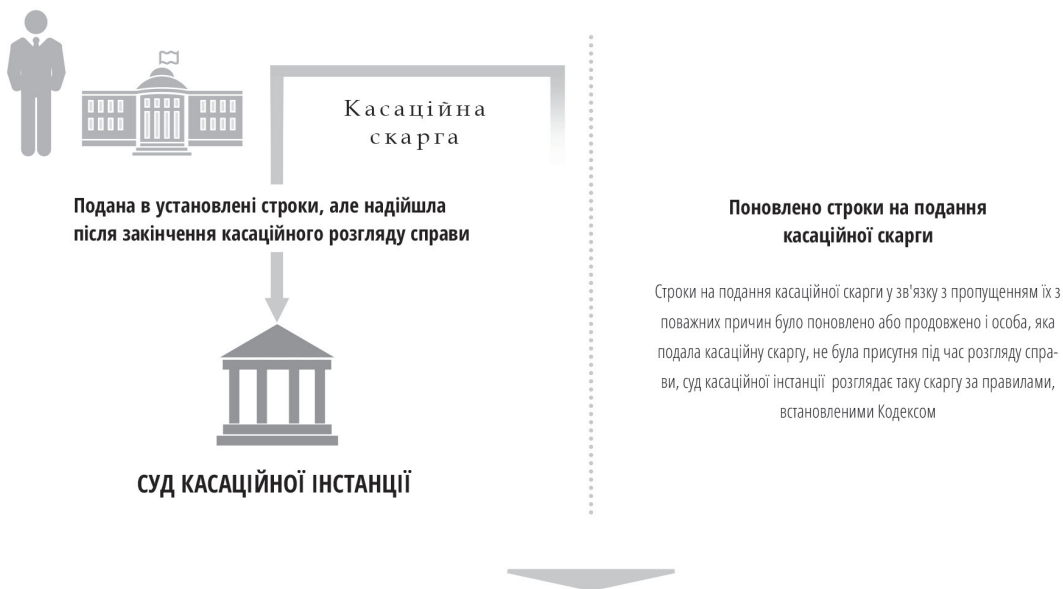 Касаційна
скарга
Подана в установлені строки, але надійшла
після закінчення касаційного розгляду справи
СУД КАСАЦІЙНОЇ ІНСТАНЦІЇ
Поновлено строки на подання
касаційної скарги
Строки на подання касаційної скарги у зв'язку з пропущенням їх з
поважних причин було поновлено або продовжено і особа, яка
подала касаційну скаргу, не була присутня під час розгляду спра-
ви, суд касаційної інстанції розглядає таку скаргу за правилами,
встановленими Кодексом